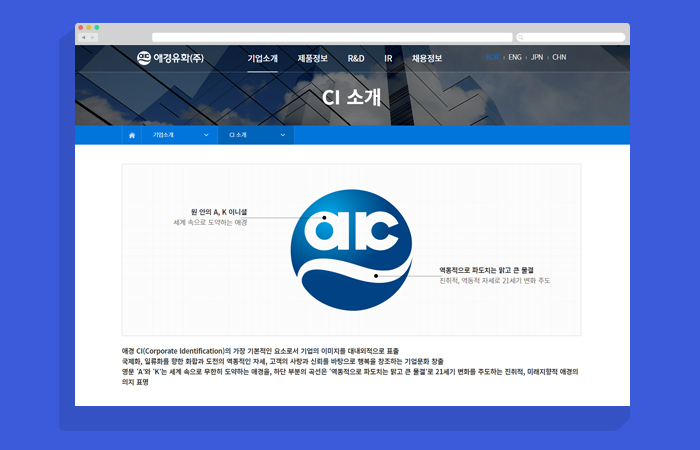 애경유화(주)
기업소개 제품정보 R&D IR 채용정보
KOR ENG JPN CHN
CI 소개
기업소개 CI 소개
원 안의 A, K 이니셜
세계 속으로 도약하는 애경
역동적으로 파도치는 맑고 큰 물결
진취적, 역동적 자세로 21세기 변화 주도
애경 CI(Corporate Identification)의 가장 기본적인 요소로서 기업의 이미지를 대내외적으로 표출
국제화, 일류화를 향한 화합과 도전의 역동적인 자세, 고객의 사랑과 신뢰를 바탕으로 행복을 창조하는 기업문화 창출
영문 'A'와 'K'는 세계 속으로 무한히 도약하는 애경을, 하단 부분의 곡선은 '역동적으로 파도치는 맑고 큰 물결'로 21세기 변화를 주도하는 진취적, 미래지향적 애경의
의지 표명